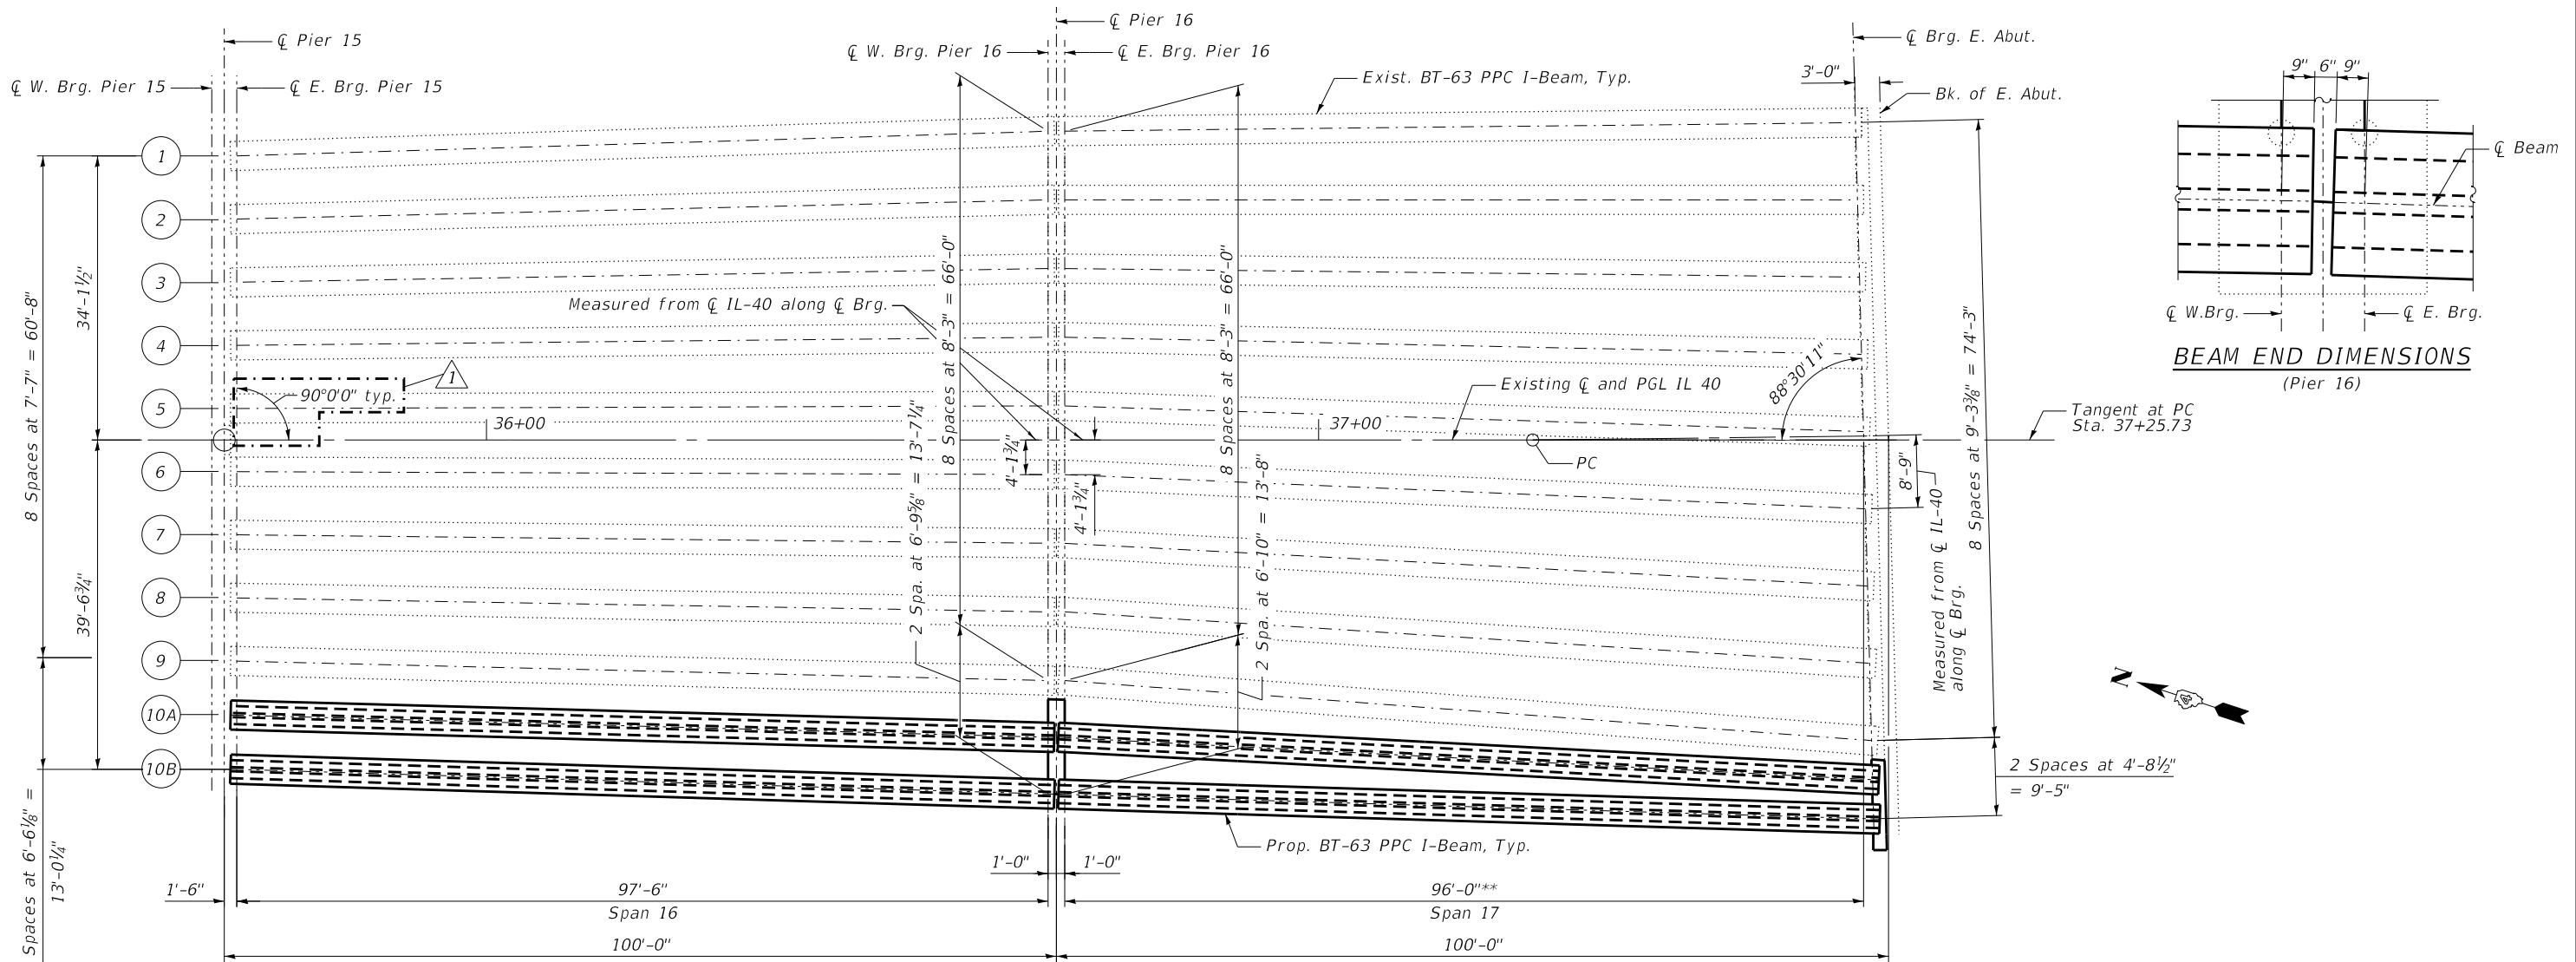 ℄ Pier 15
℄ W. Brg. Pier 15
℄ E. Brg. Pier 15
℄ Pier 16
℄ W. Brg. Pier 16
℄ E. Brg. Pier 16
Exist. BT-63 PPC I-Beam, Typ.
℄ Brg. E. Abut.
3'-0"
Bk. of E. Abut.
1
2
3
4
5
6
7
8
9
10A
10B
8 Spaces at 7'-7" = 60'-8"
34'-1½"
39'-6¾"
Spaces at 6'-6⅛" =
13'-0¼"
90°0'0" typ.
1
36+00
Measured from ℄ IL-40 along ℄ Brg.
8 Spaces at 8'-3" = 66'-0"
2 Spa. at 6'-9⅝" = 13'-7¼"
4'-1¾"
4'-1¾"
8 Spaces at 8'-3" = 66'-0"
2 Spa. at 6'-10" = 13'-8"
37+00
Existing ℄ and PGL IL 40
PC
88°30'11"
Tangent at PC
Sta. 37+25.73
8'-9"
Measured from ℄ IL-40
along ℄ Brg.
8 Spaces at 9'-3⅜" = 74'-3"
2 Spaces at 4'-8½"
= 9'-5"
Prop. BT-63 PPC I-Beam, Typ.
1'-6"
97'-6"
Span 16
1'-0"
1'-0"
96'-0"**
Span 17
100'-0"
100'-0"
9"
6"
9"
℄ Beam
℄ W.Brg.
℄ E. Brg.
BEAM END DIMENSIONS
(Pier 16)
N